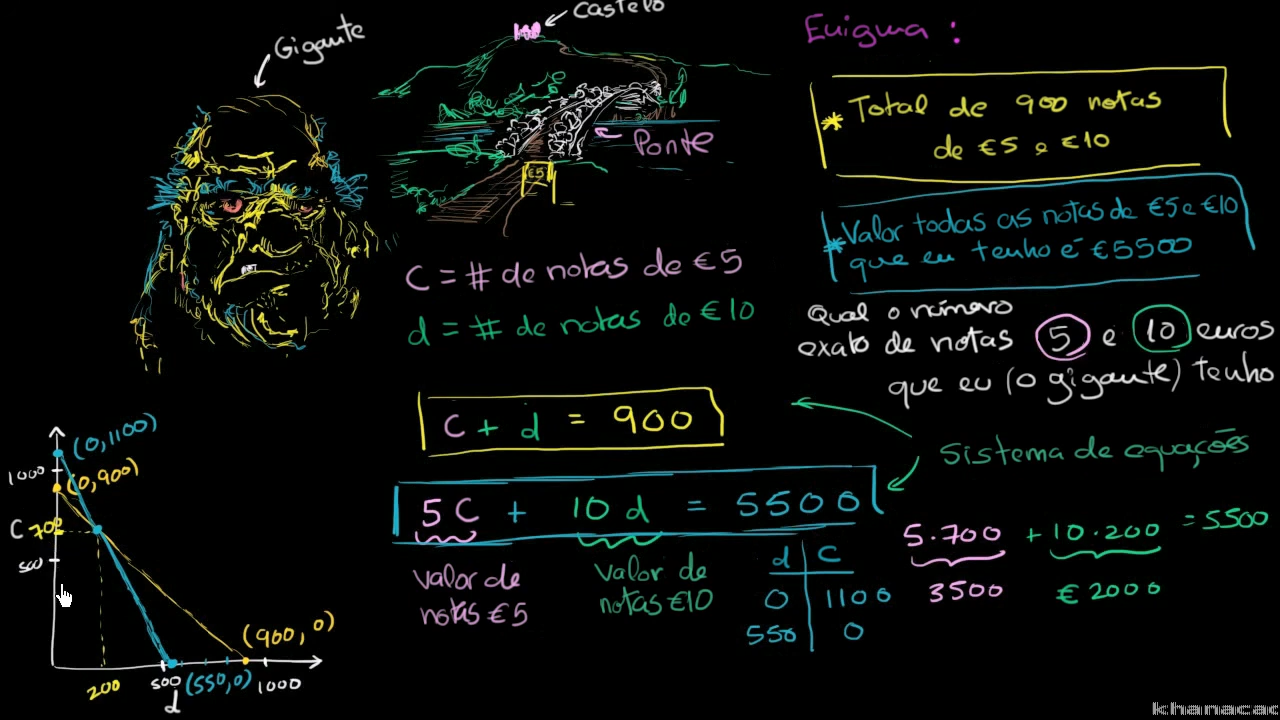 Gigante
Castelo
Ponte
€5
Enigma :
* Total de 900 notas
de €5 e €10
* Valor todas as notas de €5 e €10
que eu tenho é €5500
C = # de notas de €5
d = # de notas de €10
Qual o número
exato de notas 5 e 10 euros
que eu (o gigante) tenho
C + d = 900
Sistema de equações
5C + 10d = 5500
valor de
notas €5
valor de
notas €10
d C
0 1100
550 0
5.700 + 10.200 = 5500
3500 € 2000
(0,1100)
1000
(0,900)
C 700
500
(900, 0)
200 500 (550,0) 1000
d
khanacac